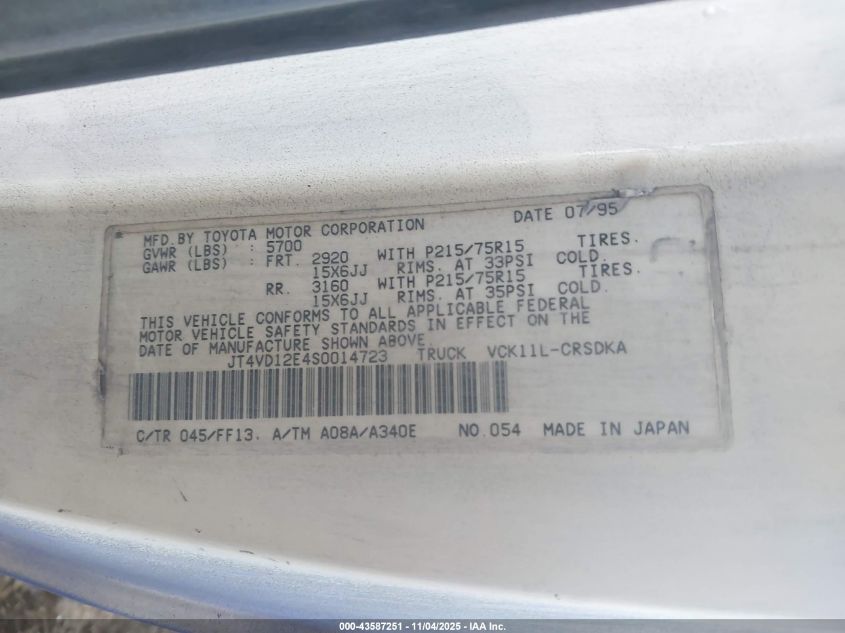 MFD. BY TOYOTA MOTOR CORPORATION DATE 07/95
GVWR (LBS) : 5700
GAWR (LBS) : FRT. 2920 WITH P215/75R15 TIRES.
15X6JJ RIMS. AT 33PSI COLD.
RR. 3160 WITH P215/75R15 TIRES.
15X6JJ RIMS. AT 35PSI COLD.
THIS VEHICLE CONFORMS TO ALL APPLICABLE FEDERAL
MOTOR VEHICLE SAFETY STANDARDS IN EFFECT ON THE
DATE OF MANUFACTURE SHOWN ABOVE.
JT4VD12E4S0014723 TRUCK VCK11L-CRSDKA
C/TR 045/FF13. A/TM A08A/A340E NO.054 MADE IN JAPAN
000-43587251 - 11/04/2025 - IAA Inc.